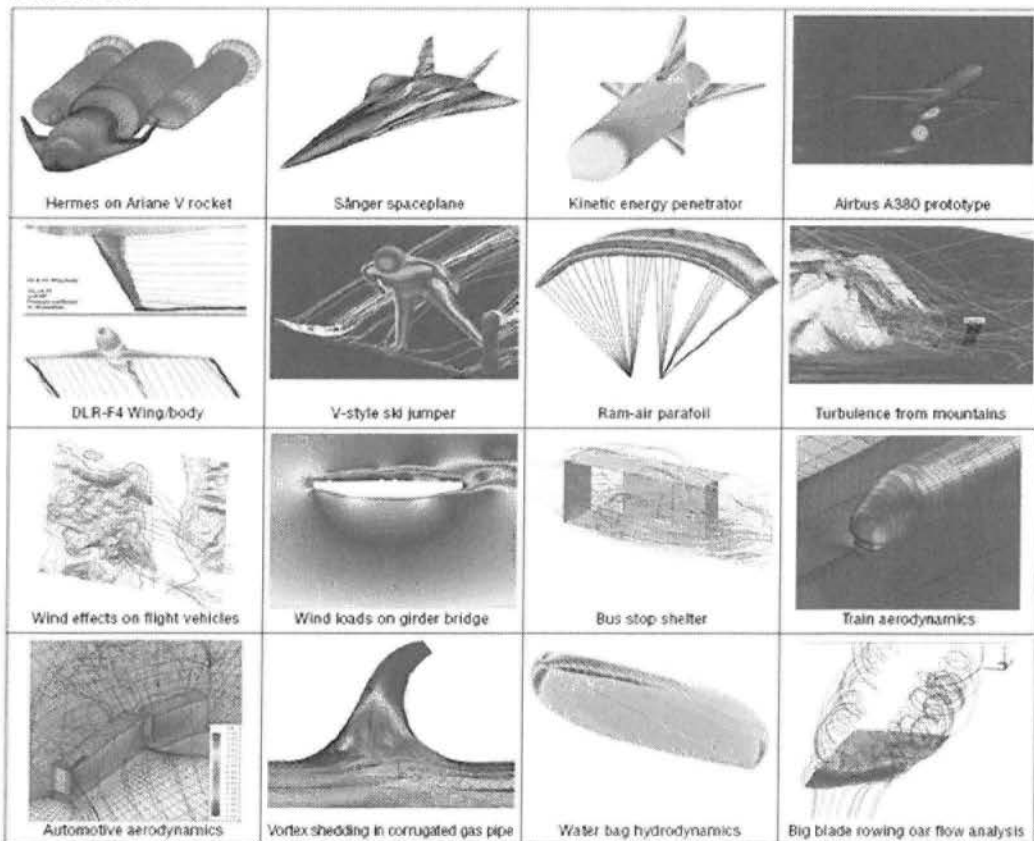 Hermes on Ariane V rocket
Sånger spaceplane
Kinetic energy penetrator
Airbus A380 prototype
DLR-F4 Wing/body
V-style ski jumper
Ram-air parafoil
Turbulence from mountains
Wind effects on flight vehicles
Wind loads on girder bridge
Bus stop shelter
Train aerodynamics
Automotive aerodynamics
Vortex shedding in corrugated gas pipe
Water bag hydrodynamics
Big blade rowing oar flow analysis